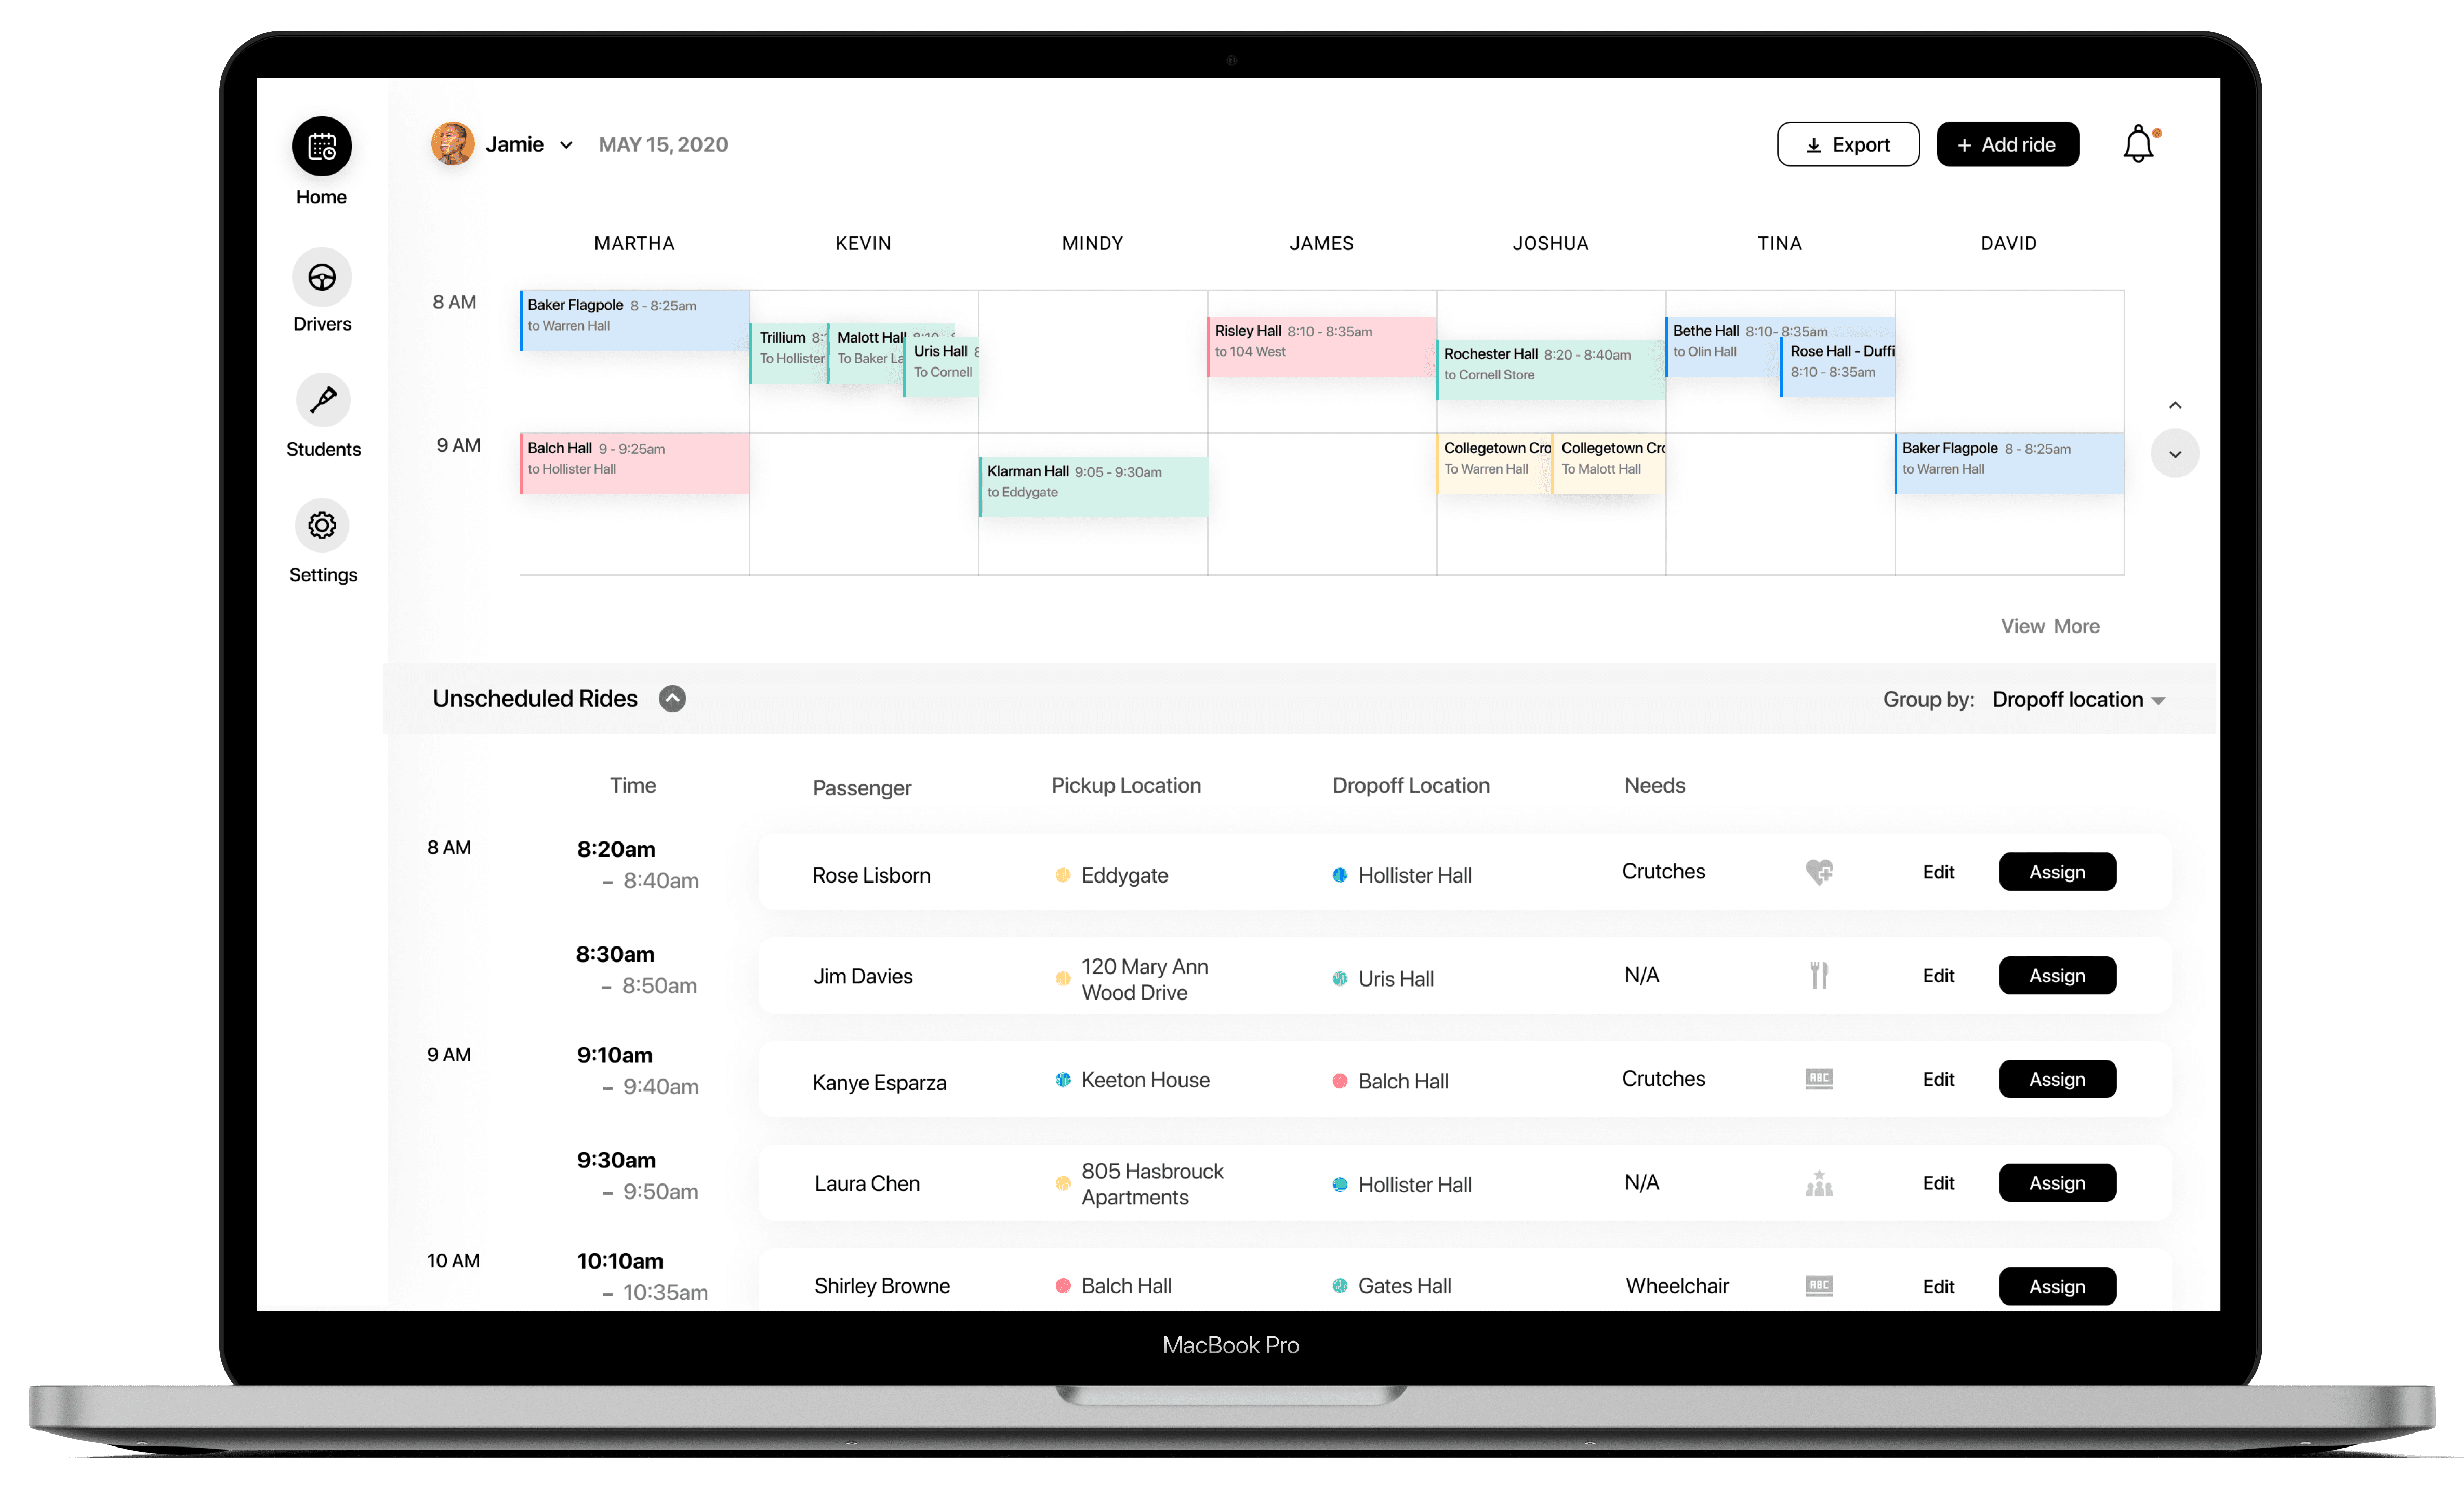 Home
Drivers
Students
Settings
Jamie
MAY 15, 2020
Export
+ Add ride
MARTHA
KEVIN
MINDY
JAMES
JOSHUA
TINA
DAVID
8 AM
Baker Flagpole 8 - 8:25am
to Warren Hall
Trillium
To Hollister
Malott Hall
To Baker
Uris Hall
To Cornell
Risley Hall 8:10 - 8:35am
to 104 West
Rochester Hall 8:20 - 8:40am
to Cornell Store
Bethe Hall 8:10- 8:35am
to Olin Hall
Rose Hall - Duffi
8:10 - 8:35am
9 AM
Balch Hall 9 - 9:25am
to Hollister Hall
Klarman Hall 9:05 - 9:30am
to Eddygate
Collegetown Cro
To Warren Hall
Collegetown Cro
To Malott Hall
Baker Flagpole 8 - 8:25am
to Warren Hall
View More
Unscheduled Rides
Group by: Dropoff location
Time
Passenger
Pickup Location
Dropoff Location
Needs
8 AM
8:20am
– 8:40am
Rose Lisborn
Eddygate
Hollister Hall
Crutches
Edit
Assign
8:30am
– 8:50am
Jim Davies
120 Mary Ann
Wood Drive
Uris Hall
N/A
Edit
Assign
9 AM
9:10am
– 9:40am
Kanye Esparza
Keeton House
Balch Hall
Crutches
ABC
Edit
Assign
9:30am
– 9:50am
Laura Chen
805 Hasbrouck
Apartments
Hollister Hall
N/A
Edit
Assign
10 AM
10:10am
– 10:35am
Shirley Browne
Balch Hall
Gates Hall
Wheelchair
ABC
Edit
Assign
MacBook Pro